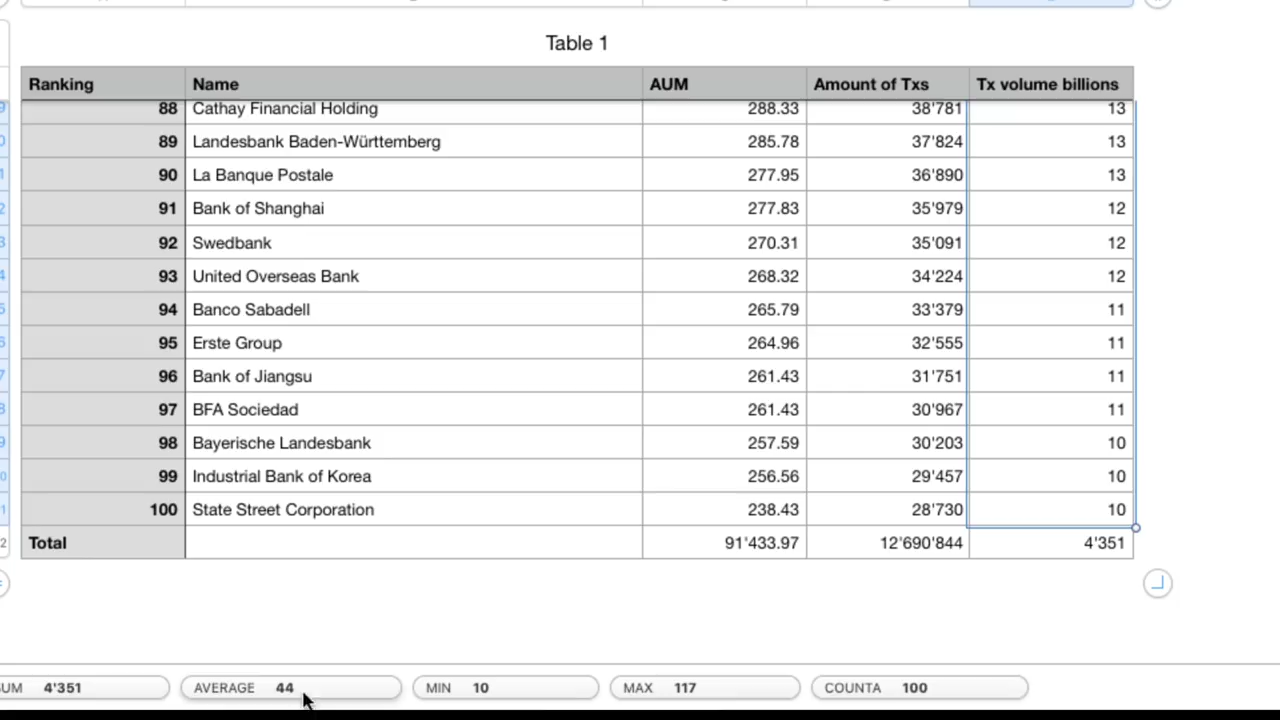 Table 1
Ranking Name AUM Amount of Txs Tx volume billions
88 Cathay Financial Holding 288.33 38'781 13
89 Landesbank Baden-Württemberg 285.78 37'824 13
90 La Banque Postale 277.95 36'890 13
91 Bank of Shanghai 277.83 35'979 12
92 Swedbank 270.31 35'091 12
93 United Overseas Bank 268.32 34'224 12
94 Banco Sabadell 265.79 33'379 11
95 Erste Group 264.96 32'555 11
96 Bank of Jiangsu 261.43 31'751 11
97 BFA Sociedad 261.43 30'967 11
98 Bayerische Landesbank 257.59 30'203 10
99 Industrial Bank of Korea 256.56 29'457 10
100 State Street Corporation 238.43 28'730 10
Total 91'433.97 12'690'844 4'351
UM 4'351 AVERAGE 44 MIN 10 MAX 117 COUNTA 100